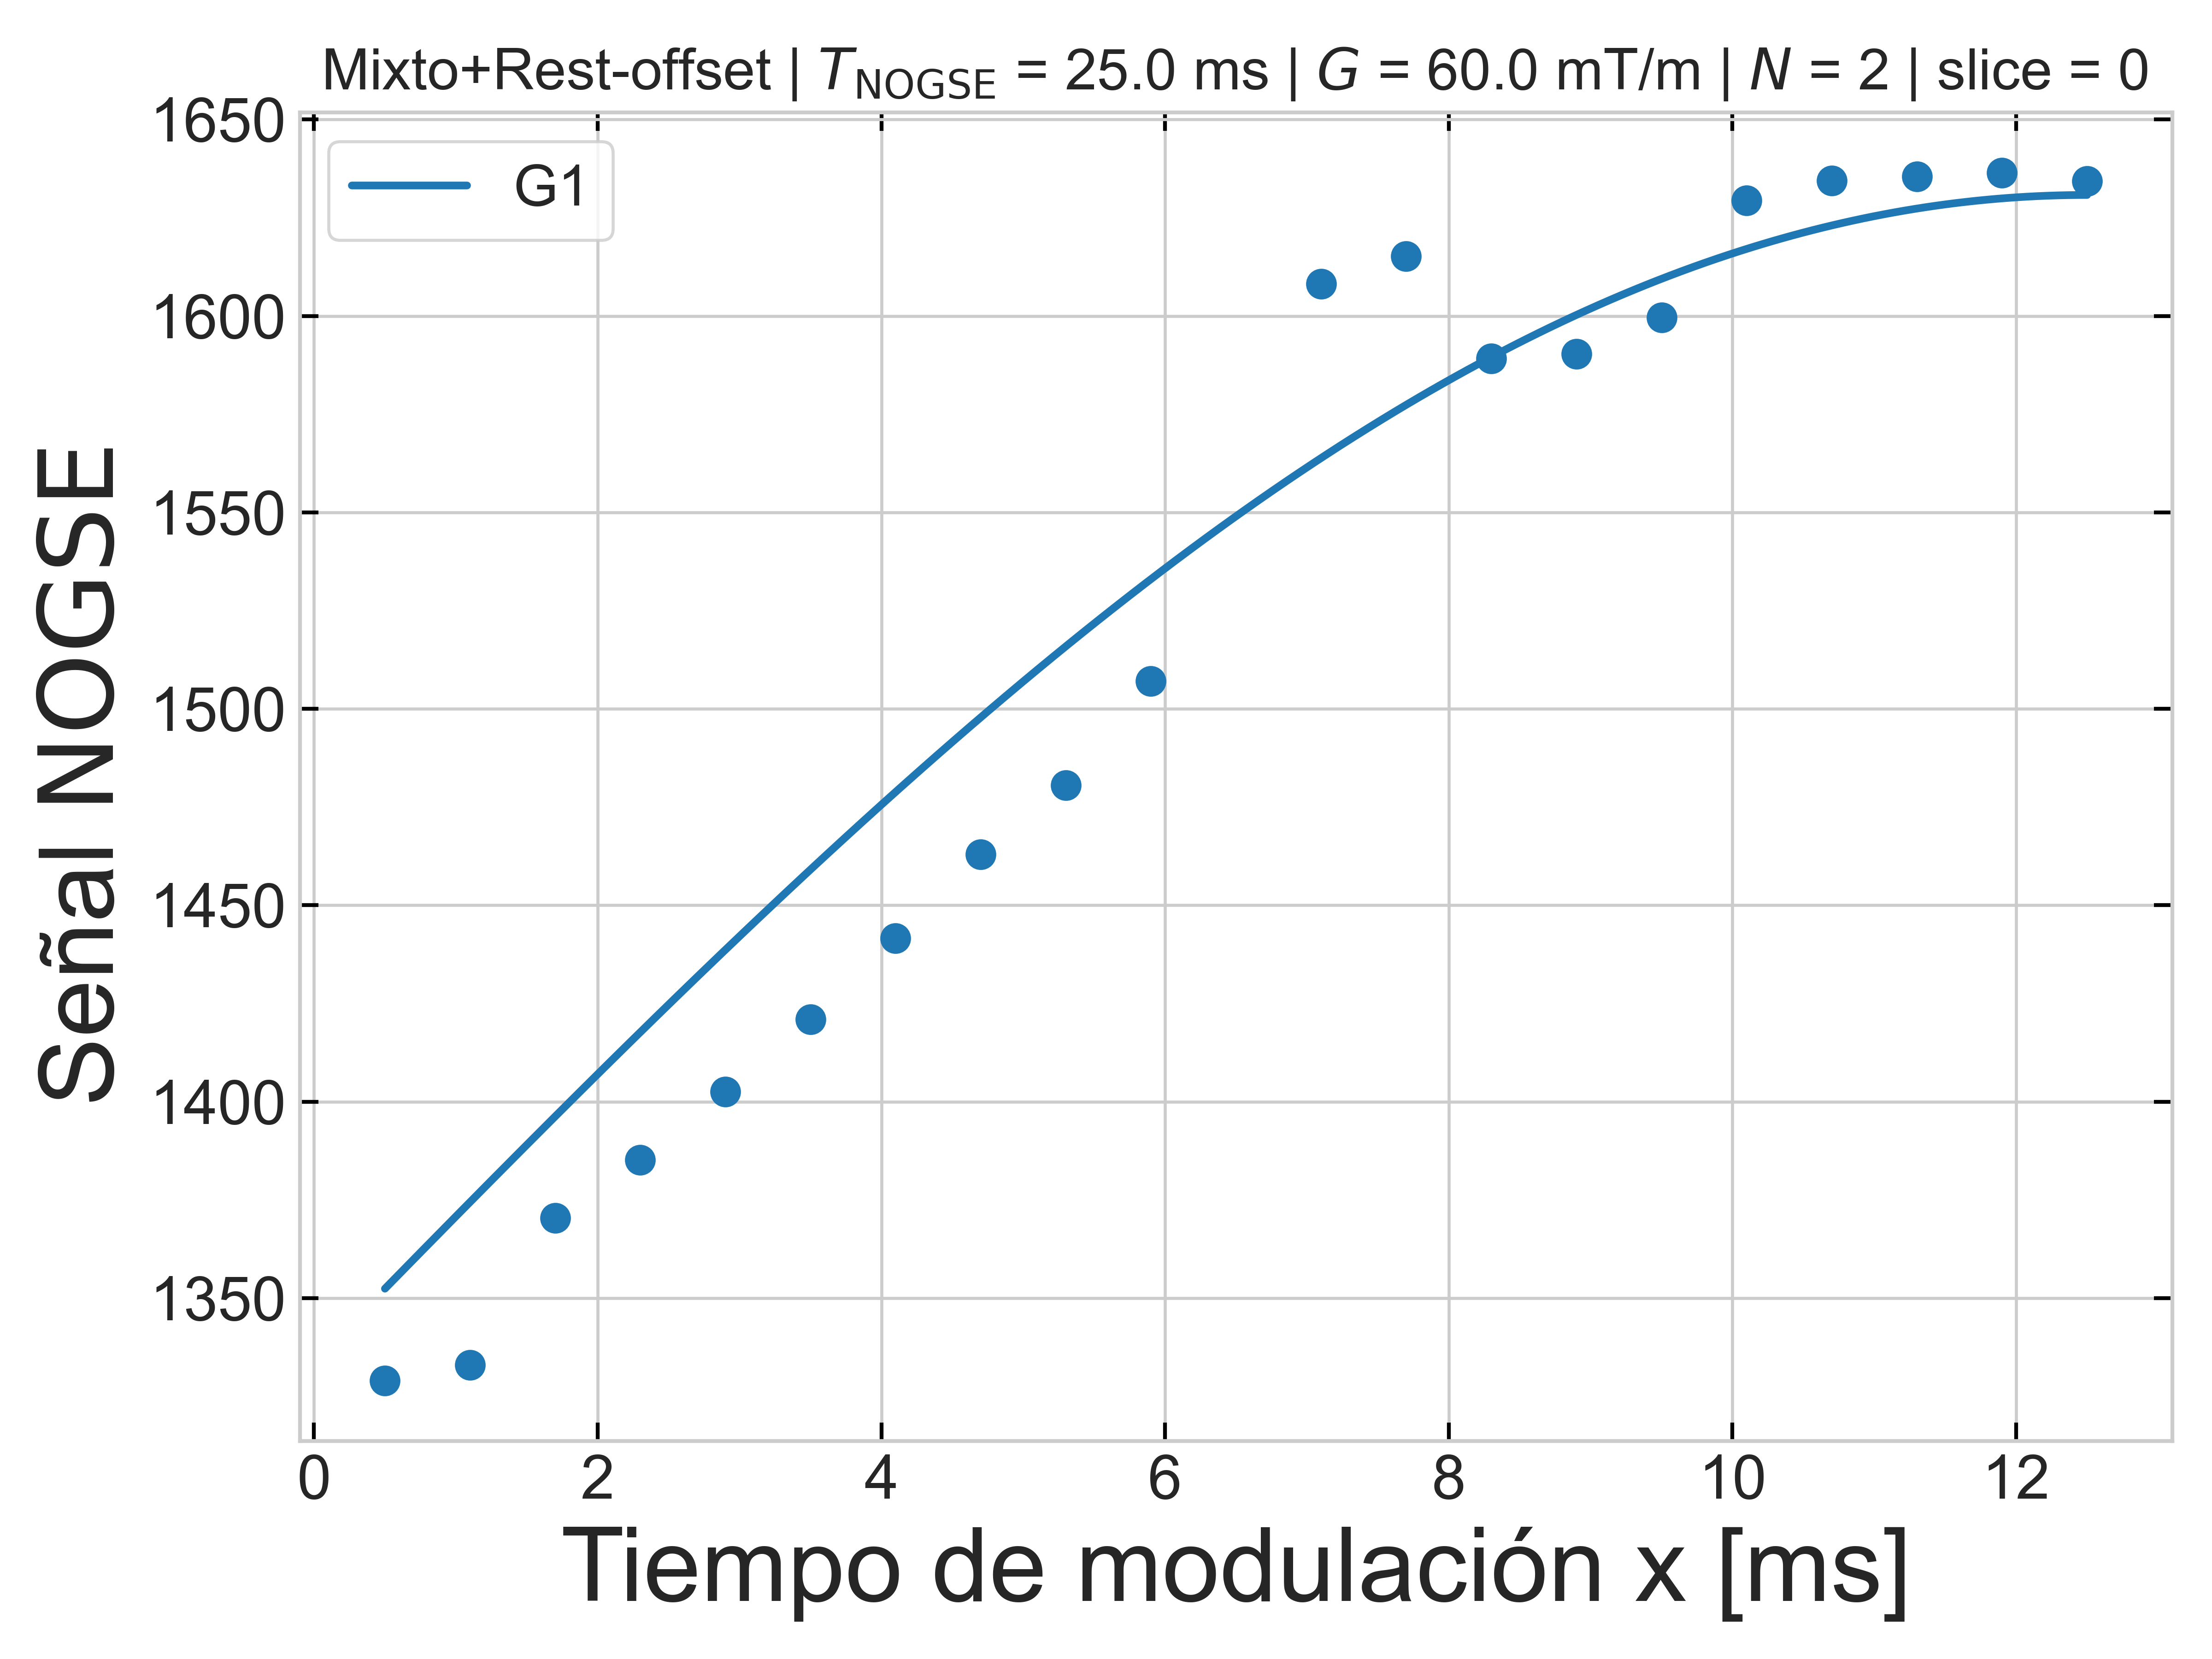 Mixto+Rest-offset | T_NOGSE = 25.0 ms | G = 60.0 mT/m | N = 2 | slice = 0
1650
1600
1550
1500
1450
1400
1350
G1
Señal NOGSE
0 2 4 6 8 10 12
Tiempo de modulación x [ms]